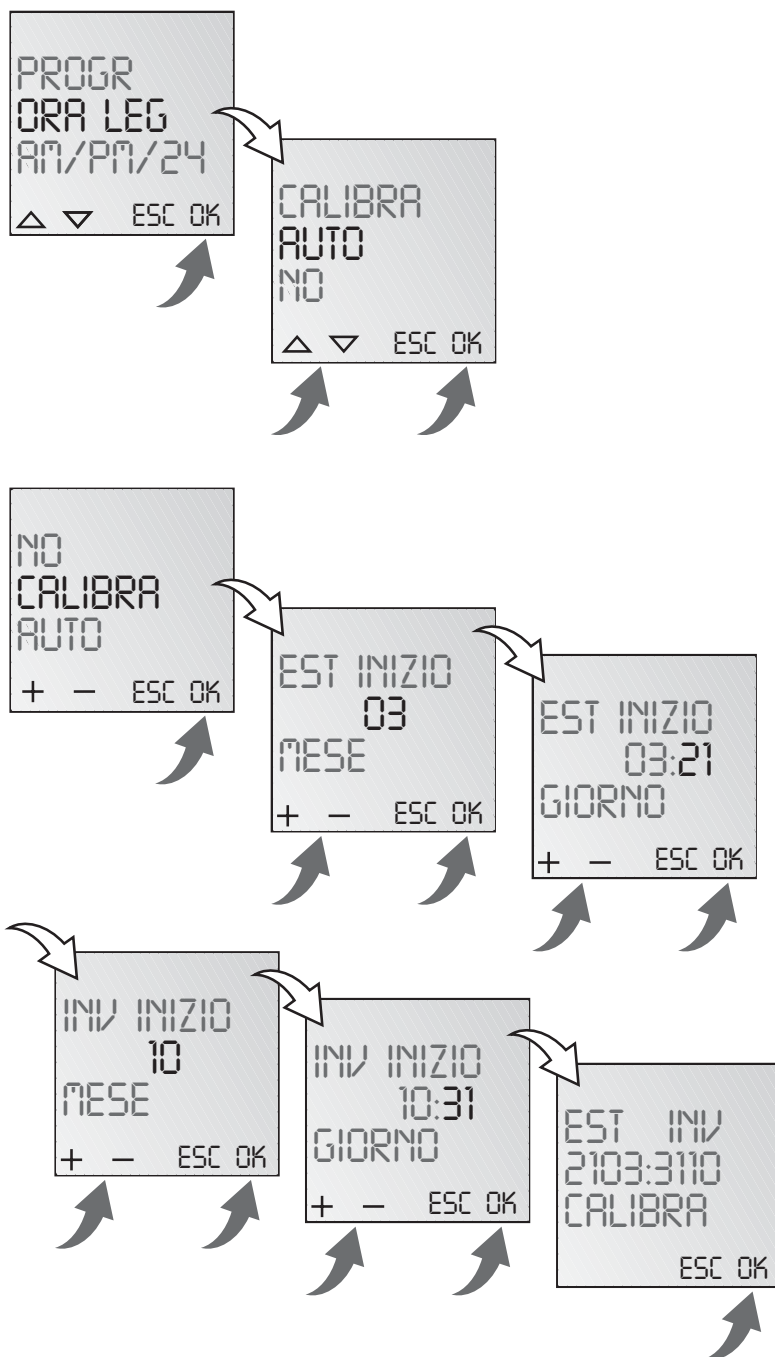 PROGR
ORA LEG
AM/PM/24
ESC OK
CALIBRA
AUTO
NO
ESC OK
NO
CALIBRA
AUTO
+ - ESC OK
EST INIZIO
03
MESE
+ - ESC OK
EST INIZIO
03:21
GIORNO
+ - ESC OK
INV INIZIO
10
MESE
+ - ESC OK
INV INIZIO
10:31
GIORNO
+ - ESC OK
EST INV
2103:3110
CALIBRA
ESC OK